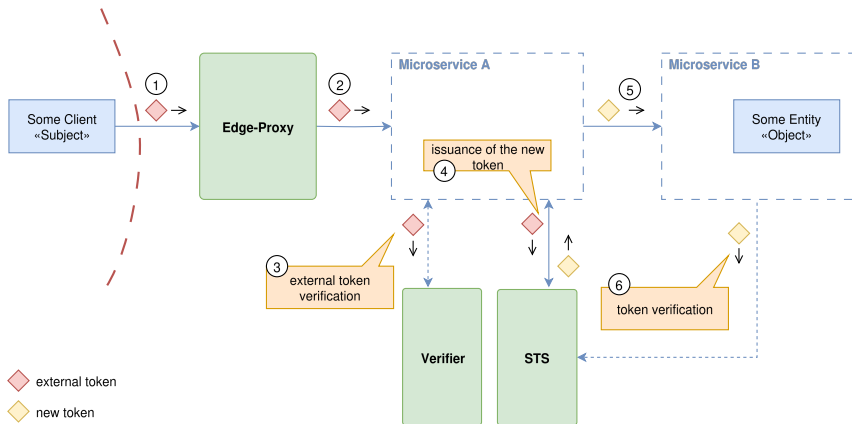 1
2
5
Microservice A
Microservice B
Some Client
«Subject»
Edge-Proxy
Some Entity
«Object»
issuance of the new
token
4
3
external token
verification
6
token verification
Verifier
STS
external token
new token